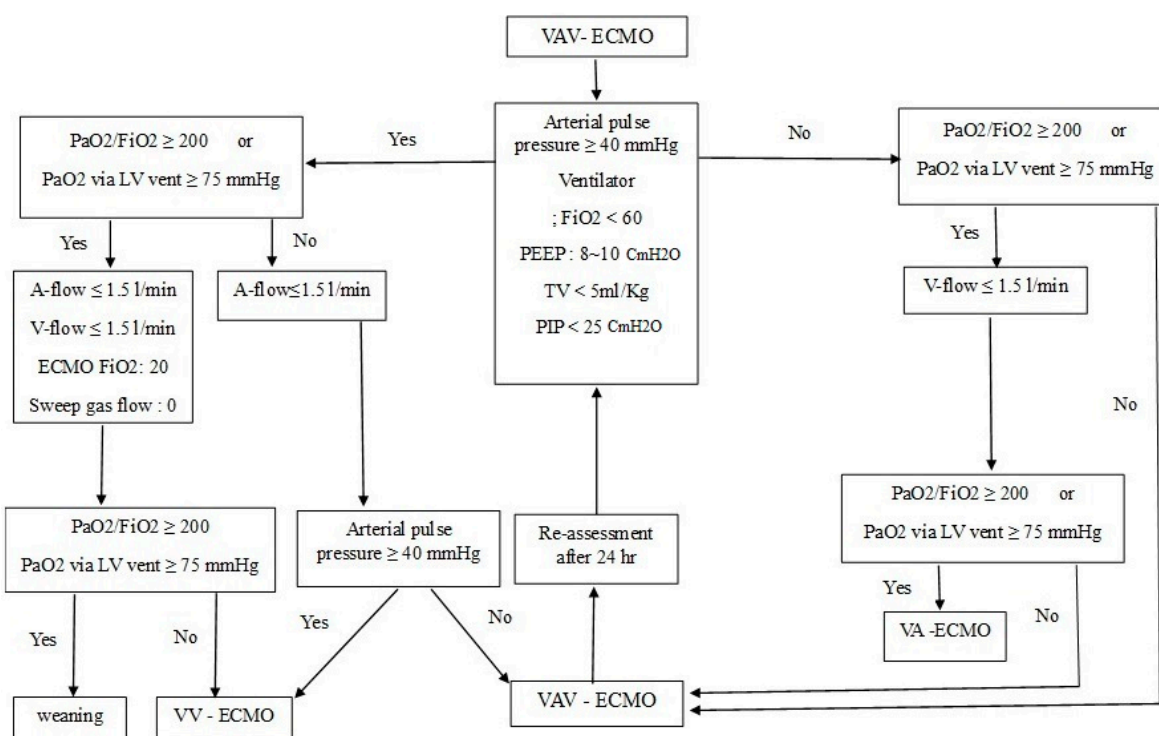 VAV- ECMO
Arterial pulse
pressure ≥ 40 mmHg
Ventilator
; FiO2 < 60
PEEP : 8~10 CmH2O
TV < 5ml/Kg
PIP < 25 CmH2O
Yes
No
PaO2/FiO2 ≥ 200 or
PaO2 via LV vent ≥ 75 mmHg
Yes
No
A-flow ≤ 1.5 l/min
V-flow ≤ 1.5 l/min
ECMO FiO2: 20
Sweep gas flow : 0
A-flow≤1.5 l/min
PaO2/FiO2 ≥ 200
PaO2 via LV vent ≥ 75 mmHg
Yes
No
weaning
VV - ECMO
Arterial pulse
pressure ≥ 40 mmHg
Yes
No
VAV - ECMO
Re-assessment
after 24 hr
PaO2/FiO2 ≥ 200 or
PaO2 via LV vent ≥ 75 mmHg
Yes
No
V-flow ≤ 1.5 l/min
PaO2/FiO2 ≥ 200 or
PaO2 via LV vent ≥ 75 mmHg
Yes
No
VA -ECMO